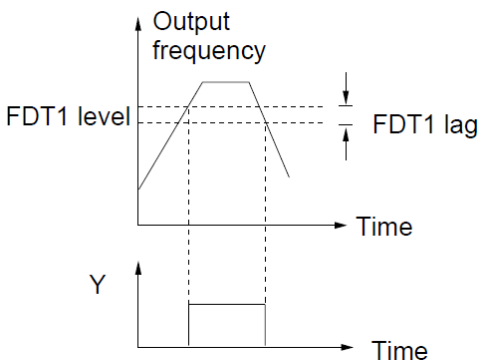 Output
frequency
FDT1 level
FDT1 lag
Time
Y
Time